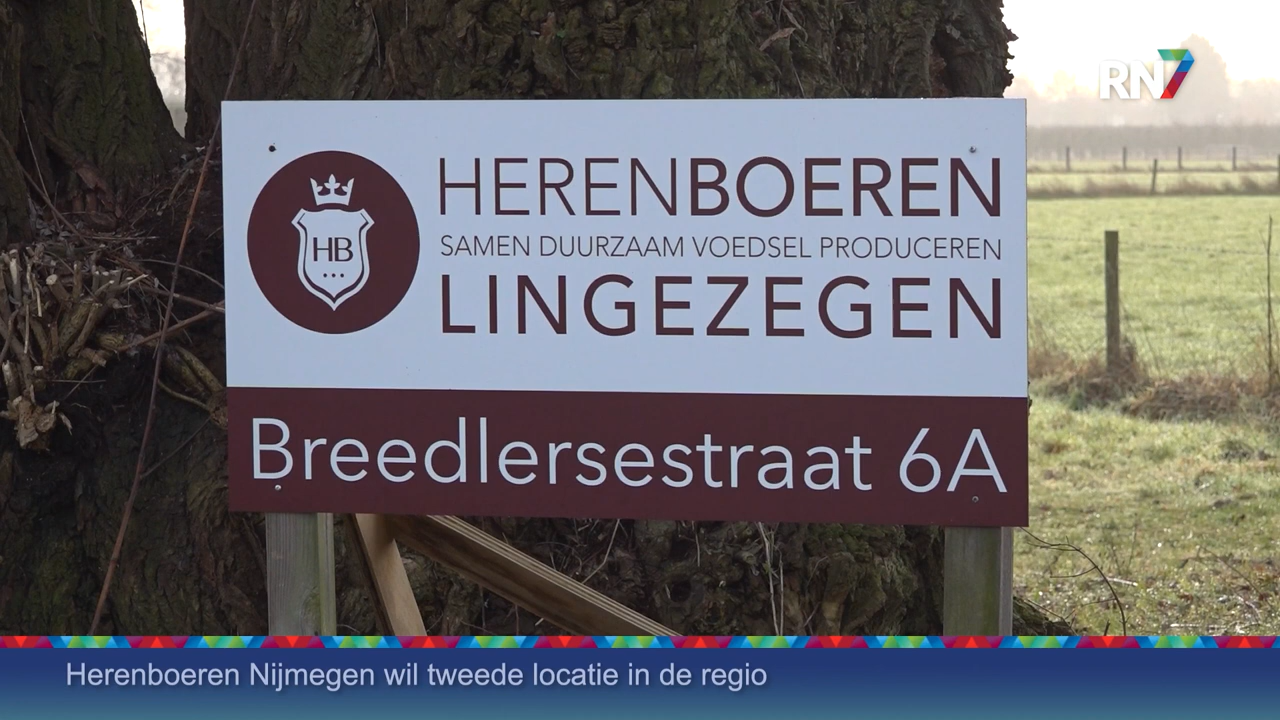 RN7
HERENBOEREN
HB
SAMEN DUURZAAM VOEDSEL PRODUCEREN
LINGEZEGEN
Breedlersestraat 6A
Herenboeren Nijmegen wil tweede locatie in de regio